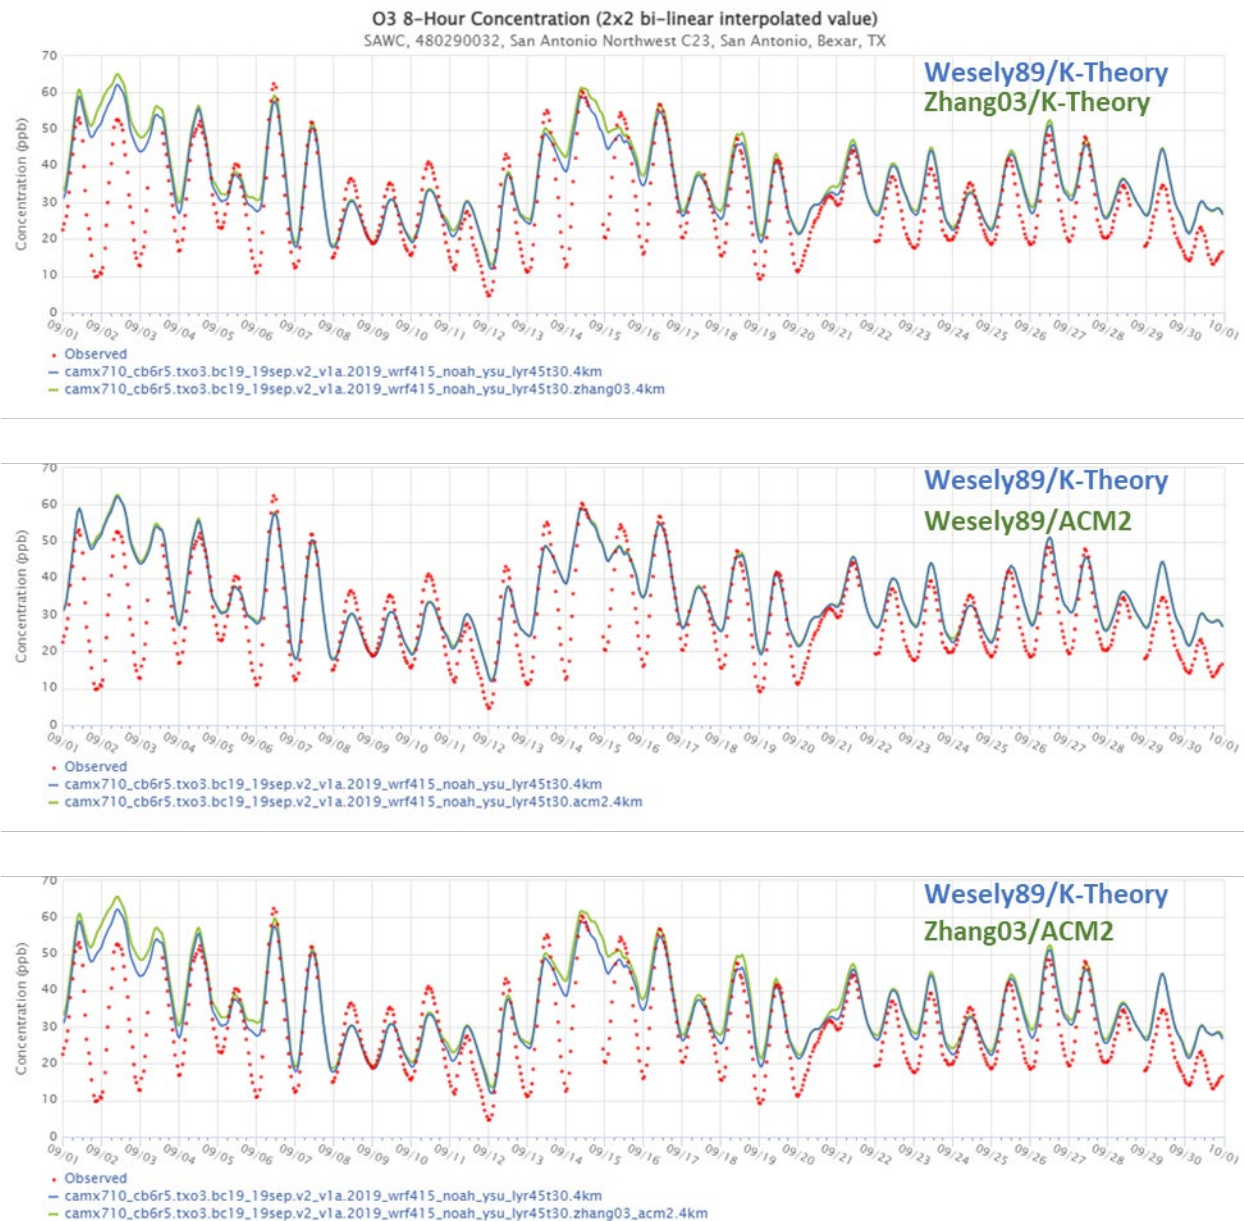 O3 8-Hour Concentration (2x2 bi-linear interpolated value)
SAWC, 480290032, San Antonio Northwest C23, San Antonio, Bexar, TX
Wesely89/K-Theory
Zhang03/K-Theory
Concentration (ppb)
70
60
50
40
30
20
10
0
09/01 09/02 09/03 09/04 09/05 09/06 09/07 09/08 09/09 09/10 09/11 09/12 09/13 09/14 09/15 09/16 09/17 09/18 09/19 09/20 09/21 09/22 09/23 09/24 09/25 09/26 09/27 09/28 09/29 09/30 10/01
Observed
camx710_cb6r5.txo3.bc19_19sep.v2_v1a.2019_wrf415_noah_ysu_lyr45t30.4km
camx710_cb6r5.txo3.bc19_19sep.v2_v1a.2019_wrf415_noah_ysu_lyr45t30.zhang03.4km
Wesely89/K-Theory
Wesely89/ACM2
Concentration (ppb)
70
60
50
40
30
20
10
0
09/01 09/02 09/03 09/04 09/05 09/06 09/07 09/08 09/09 09/10 09/11 09/12 09/13 09/14 09/15 09/16 09/17 09/18 09/19 09/20 09/21 09/22 09/23 09/24 09/25 09/26 09/27 09/28 09/29 09/30 10/01
Observed
camx710_cb6r5.txo3.bc19_19sep.v2_v1a.2019_wrf415_noah_ysu_lyr45t30.4km
camx710_cb6r5.txo3.bc19_19sep.v2_v1a.2019_wrf415_noah_ysu_lyr45t30.acm2.4km
Wesely89/K-Theory
Zhang03/ACM2
Concentration (ppb)
70
60
50
40
30
20
10
0
09/01 09/02 09/03 09/04 09/05 09/06 09/07 09/08 09/09 09/10 09/11 09/12 09/13 09/14 09/15 09/16 09/17 09/18 09/19 09/20 09/21 09/22 09/23 09/24 09/25 09/26 09/27 09/28 09/29 09/30 10/01
Observed
camx710_cb6r5.txo3.bc19_19sep.v2_v1a.2019_wrf415_noah_ysu_lyr45t30.4km
camx710_cb6r5.txo3.bc19_19sep.v2_v1a.2019_wrf415_noah_ysu_lyr45t30.zhang03_acm2.4km